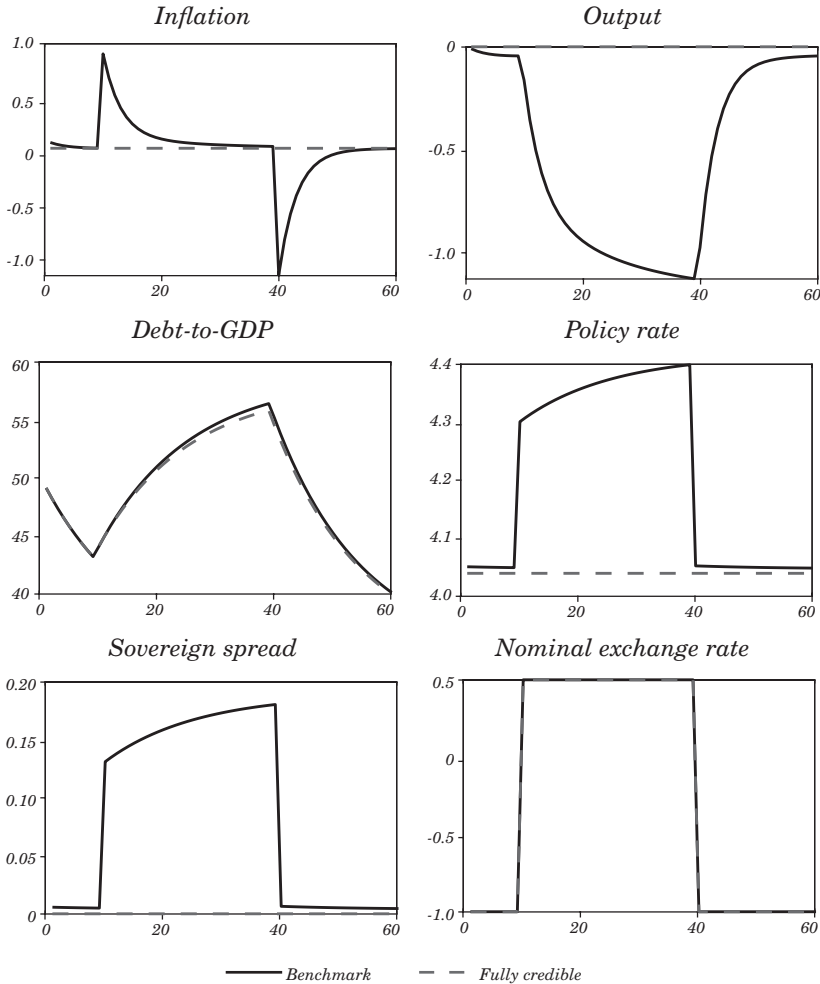 Inflation
1.0
0.5
0
-0.5
-1.0
0 20 40 60
Output
0
-0.5
-1.0
0 20 40 60
Debt-to-GDP
60
55
50
45
40
0 20 40 60
Policy rate
4.4
4.3
4.2
4.1
4.0
0 20 40 60
Sovereign spread
0.20
0.15
0.10
0.05
0
0 20 40 60
Nominal exchange rate
0.5
0
-0.5
-1.0
0 20 40 60
Benchmark Fully credible